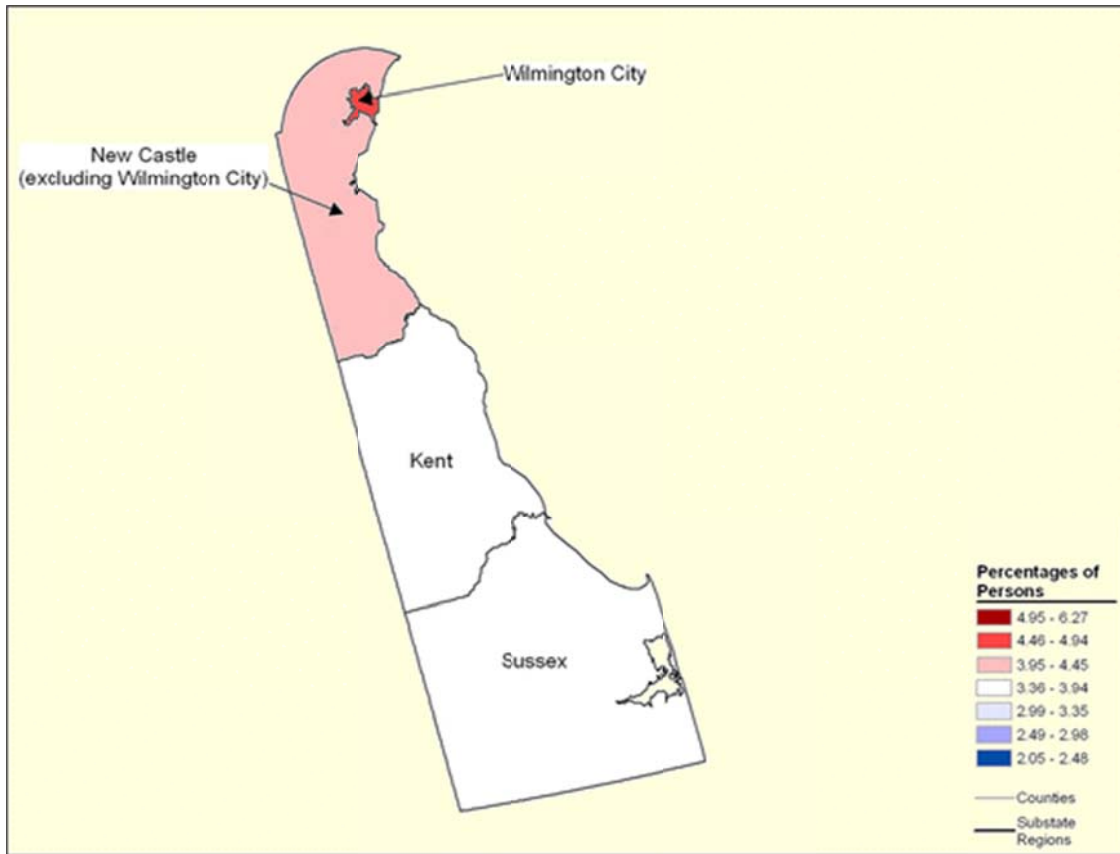 Wilmington City
New Castle
(excluding Wilmington City)
Kent
Sussex
Percentages of
Persons
4.95 - 6.27
4.46 - 4.94
3.95 - 4.45
3.36 - 3.94
2.99 - 3.35
2.49 - 2.98
2.05 - 2.48
Counties
Substate
Regions